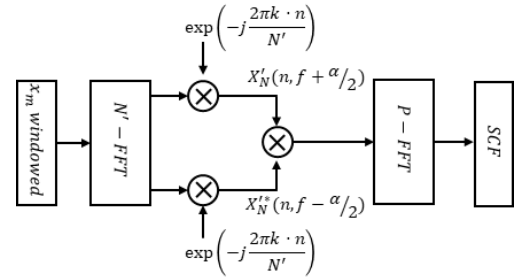 exp(−j 2πk · n / N′)
X′_N(n, f + α/2)
x_m windowed
N′ − FFT
P − FFT
SCF
X′*_N(n, f − α/2)
exp(−j 2πk · n / N′)